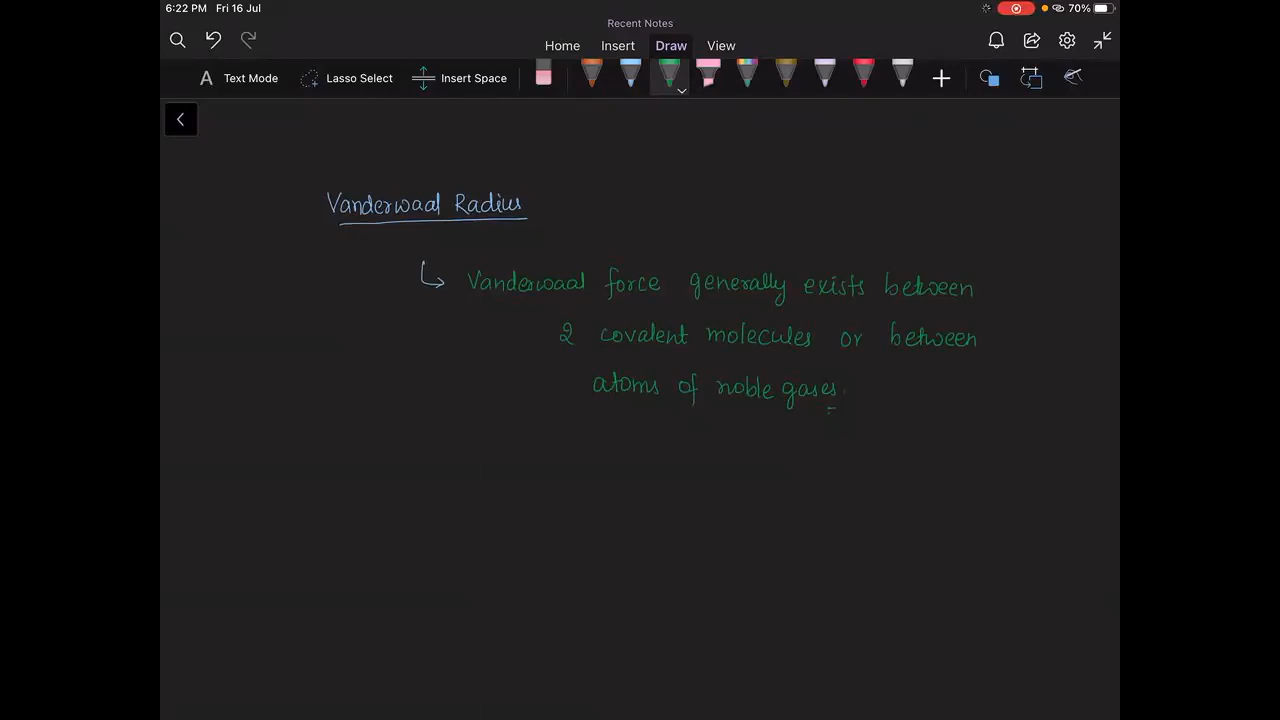 6:22 PM Fri 16 Jul
70%
Recent Notes
Home Insert Draw View
Text Mode Lasso Select Insert Space
Vanderwaal Radius
Vanderwaal force generally exists between
2 covalent molecules or between
atoms of noble gases.